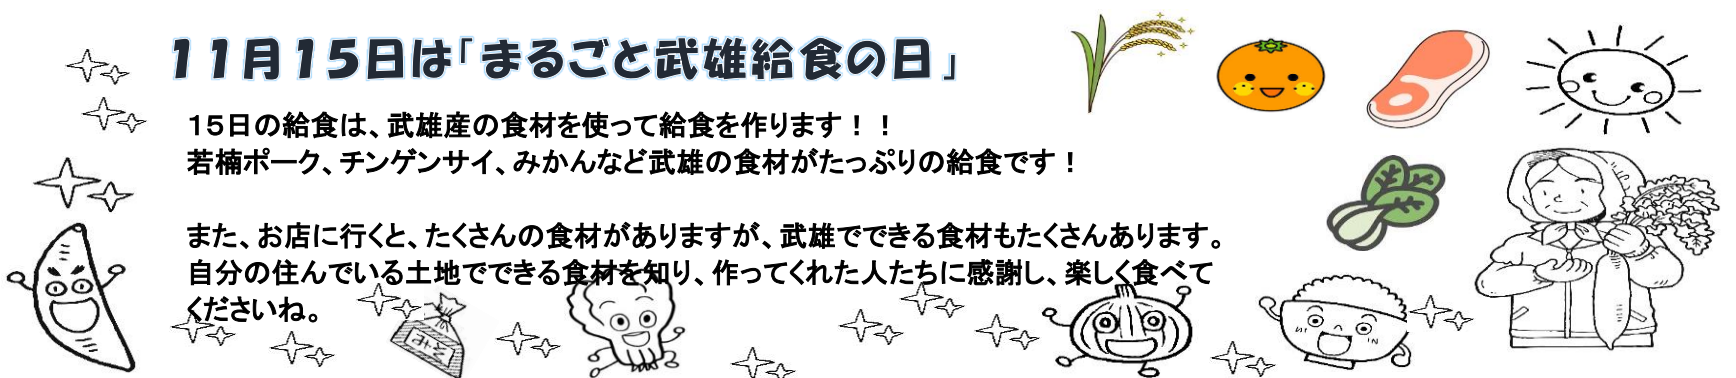 11月15日は「まるごと武雄給食の日」
15日の給食は、武雄産の食材を使って給食を作ります！！
若楠ポーク、チンゲンサイ、みかんなど武雄の食材がたっぷりの給食です！
また、お店に行くと、たくさんの食材がありますが、武雄でできる食材もたくさんあります。
自分の住んでいる土地でできる食材を知り、作ってくれた人たちに感謝し、楽しく食べて
くださいね。